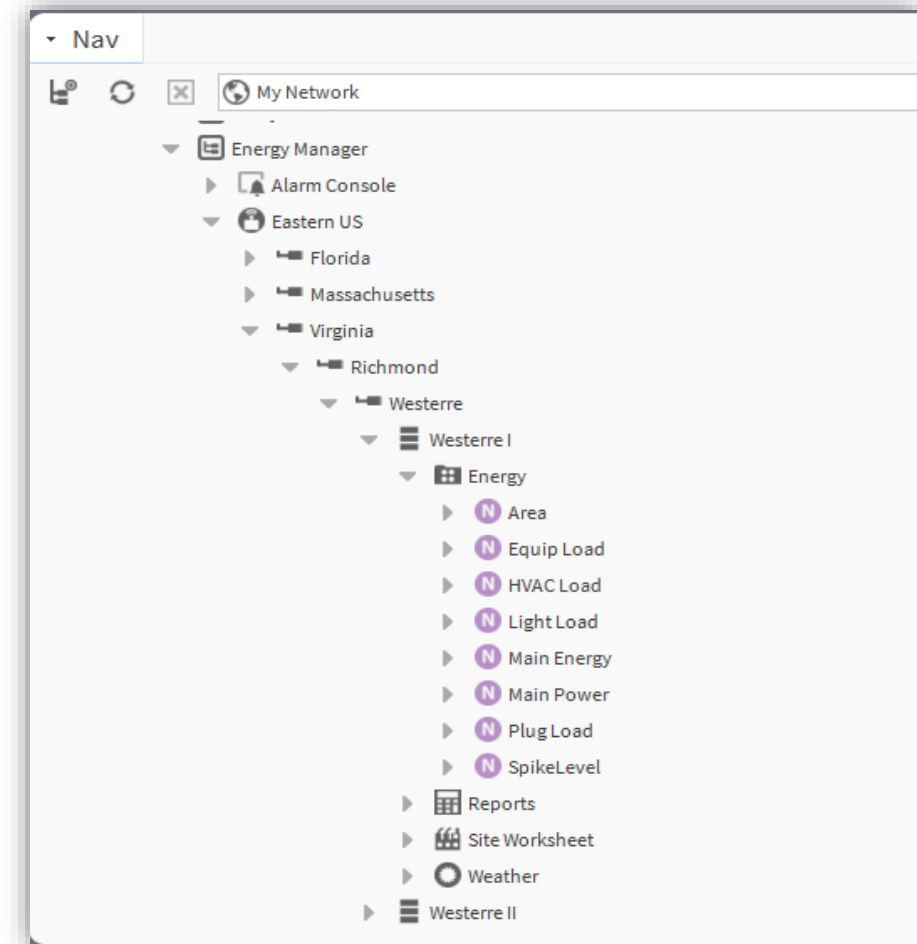 Nav
My Network
Energy Manager
Alarm Console
Eastern US
Florida
Massachusetts
Virginia
Richmond
Westerre
Westerre I
Energy
N Area
N Equip Load
N HVAC Load
N Light Load
N Main Energy
N Main Power
N Plug Load
N SpikeLevel
Reports
Site Worksheet
Weather
Westerre II